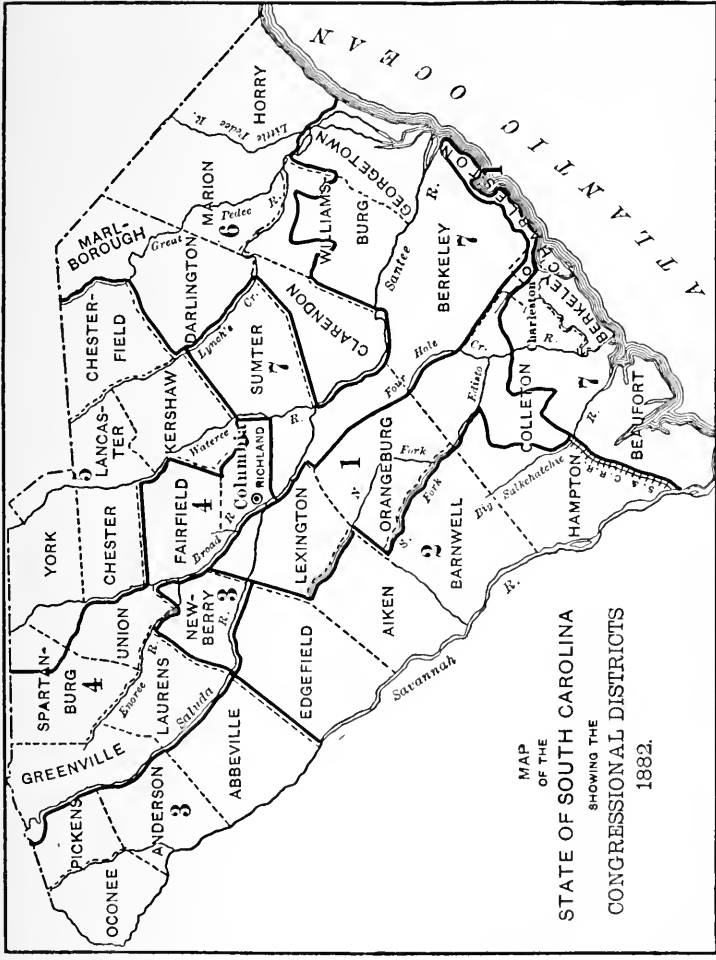 MAP
OF THE
STATE OF SOUTH CAROLINA
SHOWING THE
CONGRESSIONAL DISTRICTS
1882.
ATLANTIC OCEAN
OCONEE
PICKENS
ANDERSON
3
GREENVILLE
SPARTAN-
BURG
4
UNION
Enoree R.
LAURENS
Saluda R.
ABBEVILLE
NEW-
BERRY
3
YORK
CHESTER
5
LANCAS-
TER
CHESTER-
FIELD
KERSHAW
Wateree R.
FAIRFIELD
4
Broad R
Columbia
RICHLAND
LEXINGTON
EDGEFIELD
AIKEN
Savannah R.
MARL-
BOROUGH
DARLINGTON
Great Pedee R.
MARION
6
Little Pedee R.
HORRY
Lynch's Cr.
SUMTER
7
CLARENDON
WILLIAMS
BURG
GEORGETOWN
Santee R.
BERKELEY
7
CHARLESTON
1
Charleston
BERKELEY
Four Hole Cr.
Edisto R.
1
ORANGEBURG
N. Fork
S. Fork
2
BARNWELL
Big Salkehatchie R.
COLLETON
7
HAMPTON
S. & C. R.R.
BEAUFORT